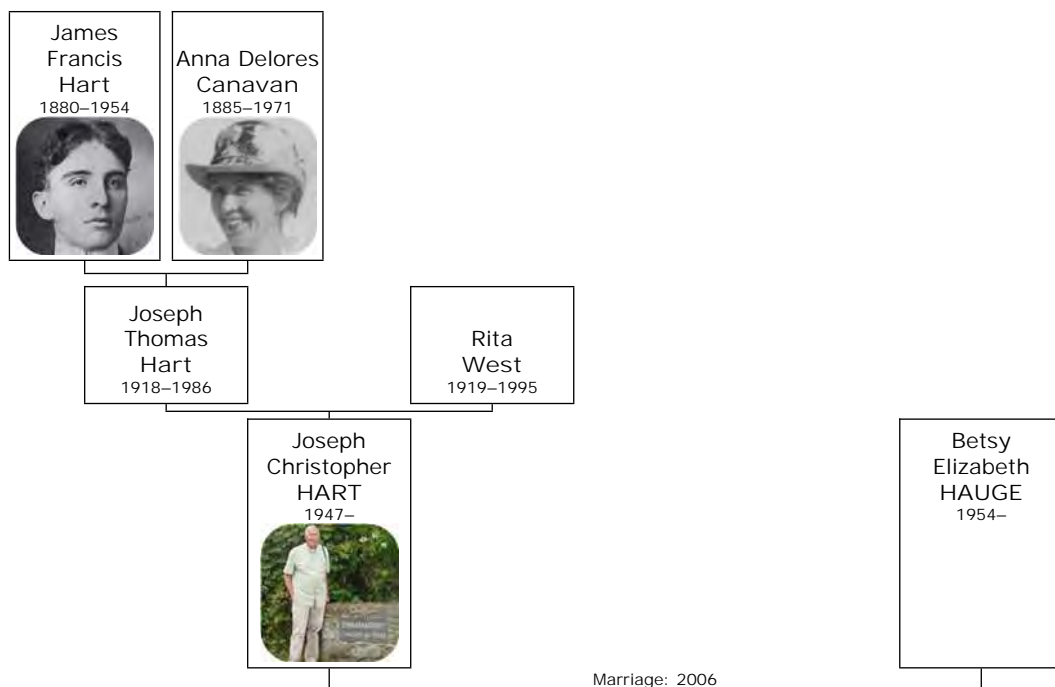 James
Francis
Hart
1880–1954
Anna Delores
Canavan
1885–1971
Joseph
Thomas
Hart
1918–1986
Rita
West
1919–1995
Joseph
Christopher
HART
1947–
Betsy
Elizabeth
HAUGE
1954–
Marriage: 2006